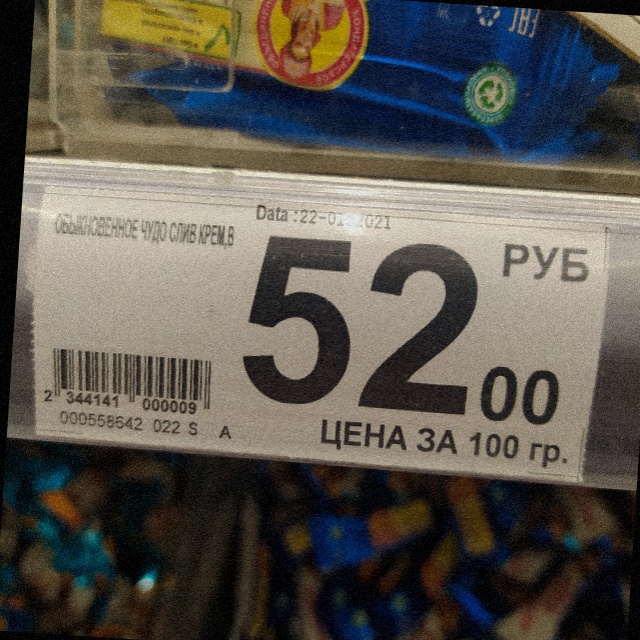 ОБЫКНОВЕННОЕ ЧУДО СЛИВ.КРЕМ.В
Data :22-01-2021
52 00
РУБ
2 344141 000009
000558642 022 S A
ЦЕНА ЗА 100 гр.